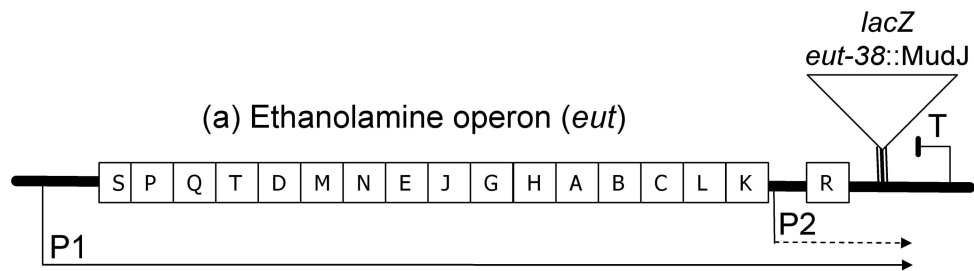 lacZ
eut-38::MudJ
(a) Ethanolamine operon (eut)
T
S P Q T D M N E J G H A B C L K R
P1
P2